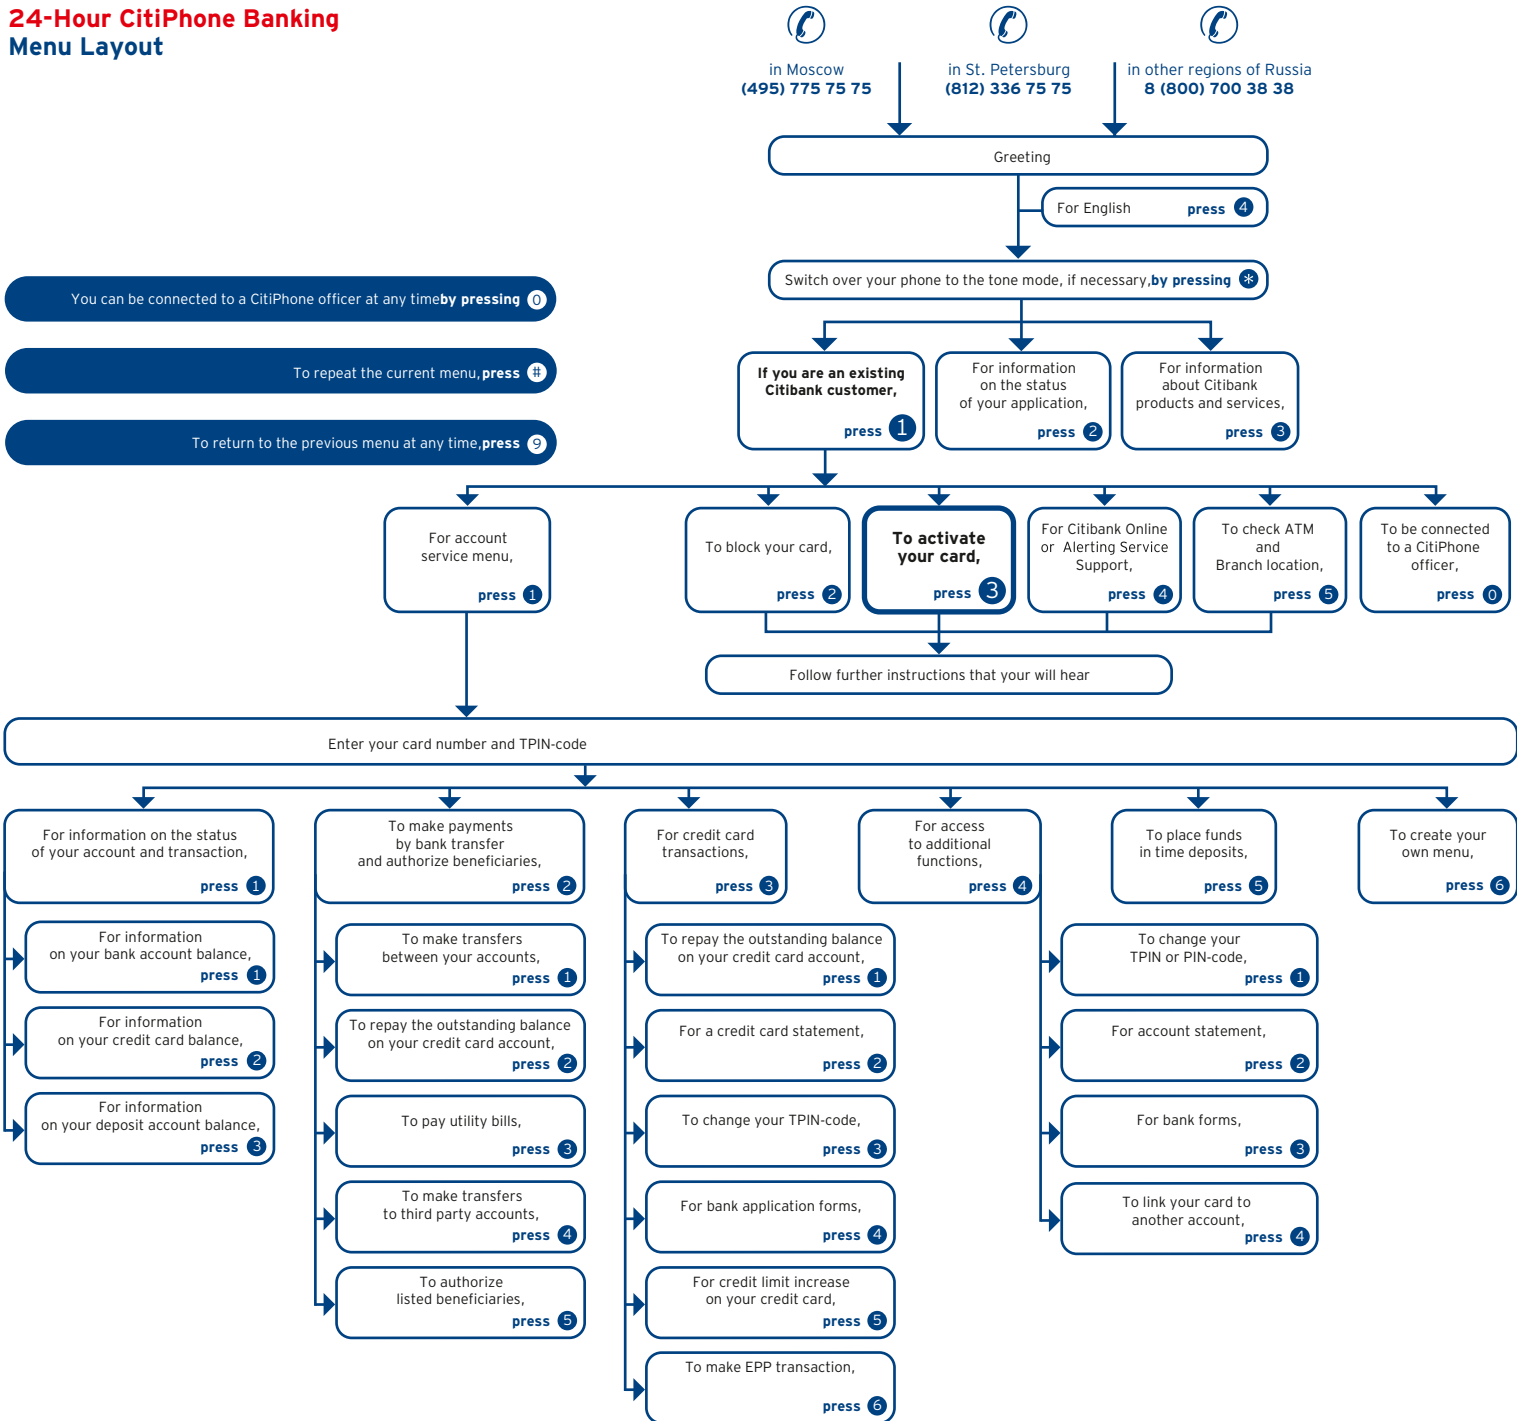 24-Hour CitiPhone Banking
Menu Layout
in Moscow
(495) 775 75 75
in St. Petersburg
(812) 336 75 75
in other regions of Russia
8 (800) 700 38 38
Greeting
For English press 4
Switch over your phone to the tone mode, if necessary, by pressing *
You can be connected to a CitiPhone officer at any time by pressing 0
To repeat the current menu, press #
To return to the previous menu at any time, press 9
If you are an existing
Citibank customer,
press 1
For information
on the status
of your application,
press 2
For information
about Citibank
products and services,
press 3
For account
service menu,
press 1
To block your card,
press 2
To activate
your card,
press 3
For Citibank Online
or Alerting Service
Support,
press 4
To check ATM
and
Branch location,
press 5
To be connected
to a CitiPhone
officer,
press 0
Follow further instructions that your will hear
Enter your card number and TPIN-code
For information on the status
of your account and transaction,
press 1
For information
on your bank account balance,
press 1
For information
on your credit card balance,
press 2
For information
on your deposit account balance,
press 3
To make payments
by bank transfer
and authorize beneficiaries,
press 2
To make transfers
between your accounts,
press 1
To repay the outstanding balance
on your credit card account,
press 2
To pay utility bills,
press 3
To make transfers
to third party accounts,
press 4
To authorize
listed beneficiaries,
press 5
For credit card
transactions,
press 3
To repay the outstanding balance
on your credit card account,
press 1
For a credit card statement,
press 2
To change your TPIN-code,
press 3
For bank application forms,
press 4
For credit limit increase
on your credit card,
press 5
To make EPP transaction,
press 6
For access
to additional
functions,
press 4
To change your
TPIN or PIN-code,
press 1
For account statement,
press 2
For bank forms,
press 3
To link your card to
another account,
press 4
To place funds
in time deposits,
press 5
To create your
own menu,
press 6